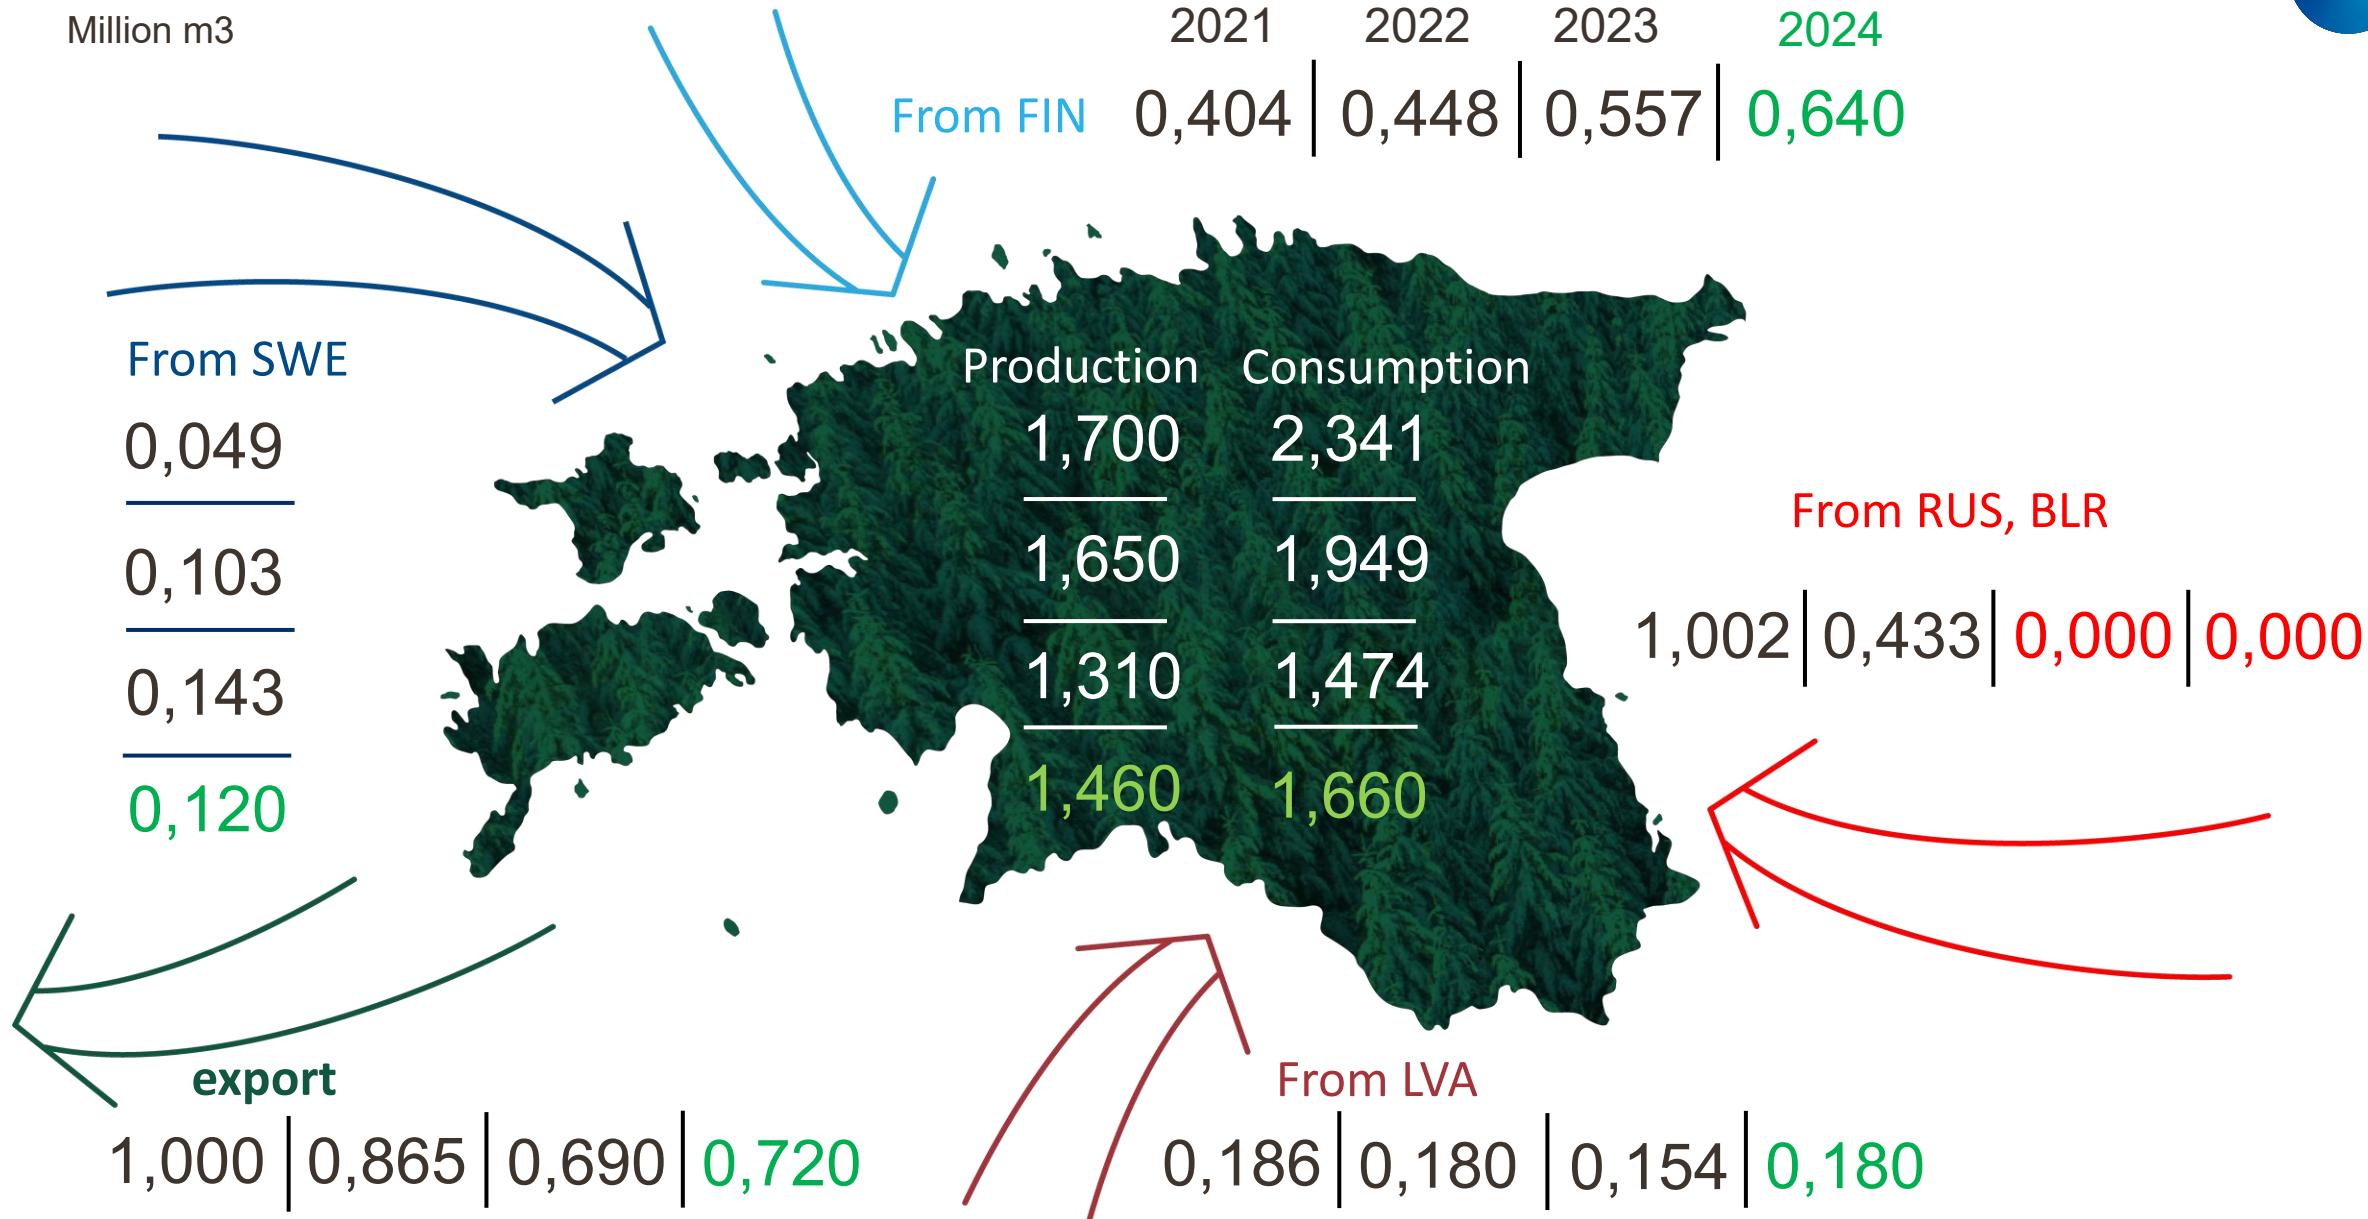 Million m3
2021 2022 2023 2024
From FIN 0,404 0,448 0,557 0,640
From SWE
0,049
0,103
0,143
0,120
Production Consumption
1,700 2,341
1,650 1,949
1,310 1,474
1,460 1,660
From RUS, BLR
1,002 0,433 0,000 0,000
export
1,000 0,865 0,690 0,720
From LVA
0,186 0,180 0,154 0,180